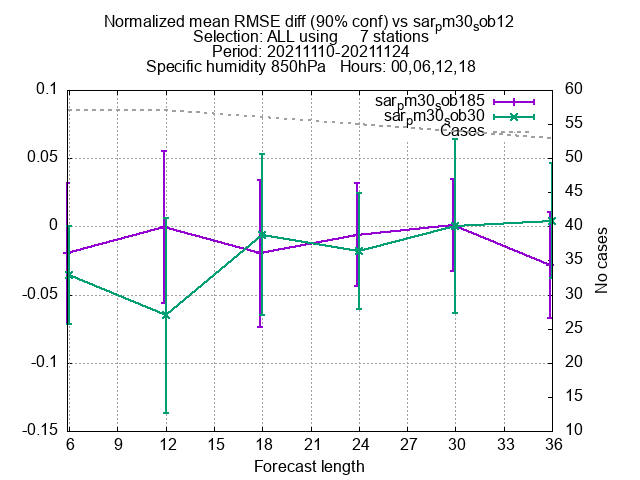 Normalized mean RMSE diff (90% conf) vs sarpm30sob12
Selection: ALL using 7 stations
Period: 20211110-20211124
Specific humidity 850hPa Hours: 00,06,12,18
0.1
0.05
0
-0.05
-0.1
-0.15
60
55
50
45
40
35
30
25
20
15
10
sarpm30sob185
sarpm30sob30
Cases
No cases
6 9 12 15 18 21 24 27 30 33 36
Forecast length